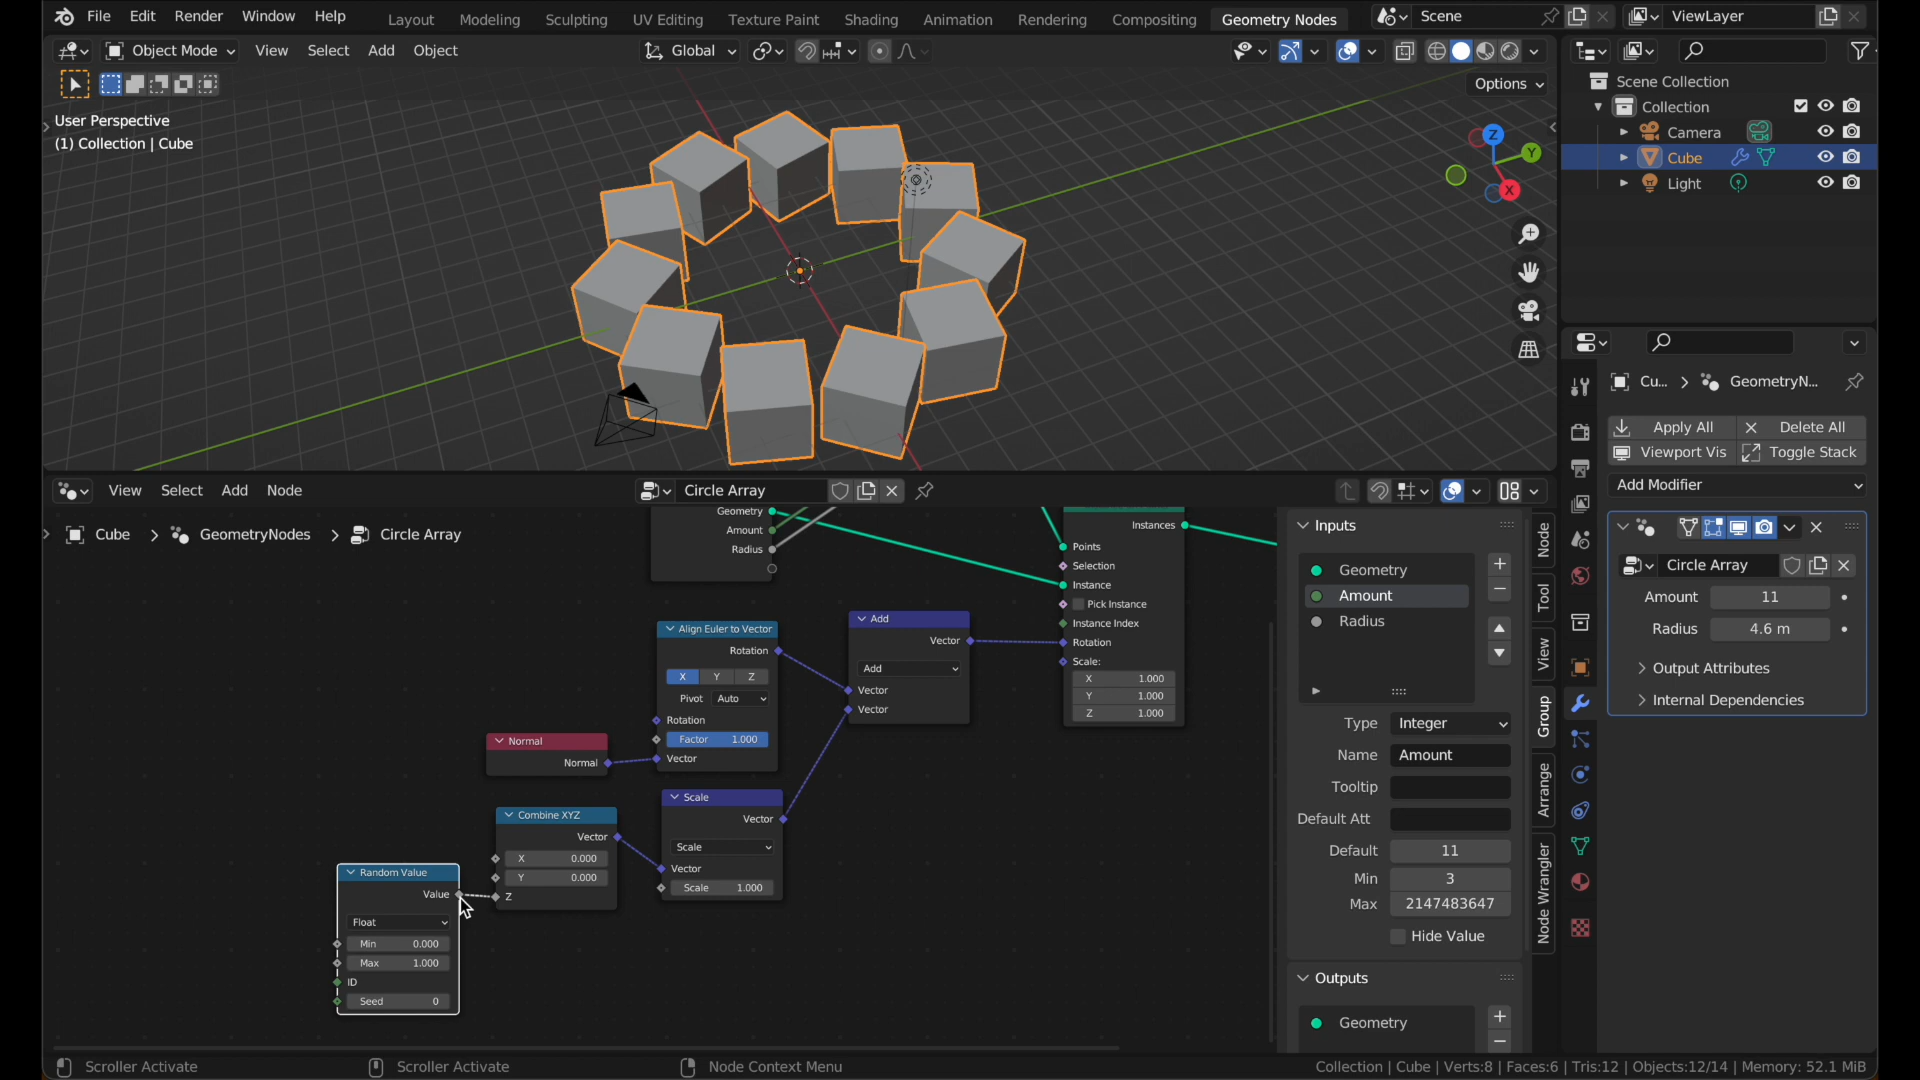 File Edit Render Window Help
Layout Modeling Sculpting UV Editing Texture Paint Shading Animation Rendering Compositing Geometry Nodes
Scene
ViewLayer
Object Mode View Select Add Object
Global
Options
User Perspective
(1) Collection | Cube
Z
Y
X
Scene Collection
Collection
Camera
Cube
Light
Cu... > GeometryN...
Apply All
Delete All
Viewport Vis
Toggle Stack
Add Modifier
Circle Array
Amount 11
Radius 4.6 m
Output Attributes
Internal Dependencies
View Select Add Node
Circle Array
Cube > GeometryNodes > Circle Array
Geometry
Amount
Radius
Instances
Points
Selection
Instance
Pick Instance
Instance Index
Rotation
Scale:
X 1.000
Y 1.000
Z 1.000
Align Euler to Vector
Rotation
X Y Z
Pivot Auto
Rotation
Factor 1.000
Vector
Add
Vector
Add
Vector
Vector
Normal
Normal
Scale
Vector
Scale
Vector
Scale 1.000
Combine XYZ
Vector
X 0.000
Y 0.000
Z
Random Value
Value
Float
Min 0.000
Max 1.000
ID
Seed 0
Inputs
Geometry
Amount
Radius
Type Integer
Name Amount
Tooltip
Default Att
Default 11
Min 3
Max 2147483647
Hide Value
Outputs
Geometry
Node
Tool
View
Group
Arrange
Node Wrangler
Scroller Activate
Scroller Activate
Node Context Menu
Collection | Cube | Verts:8 | Faces:6 | Tris:12 | Objects:12/14 | Memory: 52.1 MiB